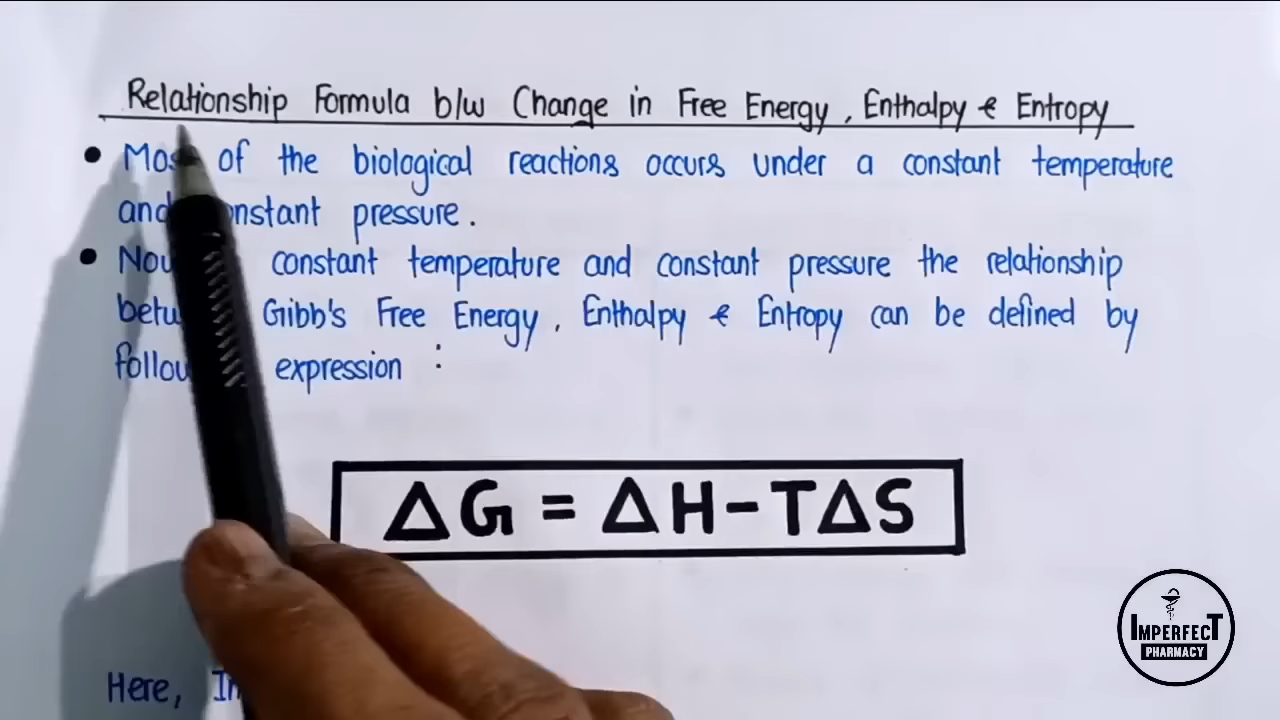 Relationship Formula b/w Change in Free Energy, Enthalpy & Entropy
• of the biological reactions occurs under a constant temperature
pressure.
• constant temperature and constant pressure the relationship
Gibb's Free Energy, Enthalpy & Entropy can be defined by
expression :
ΔG = ΔH-TΔS
IMPERFECT
PHARMACY
Here,